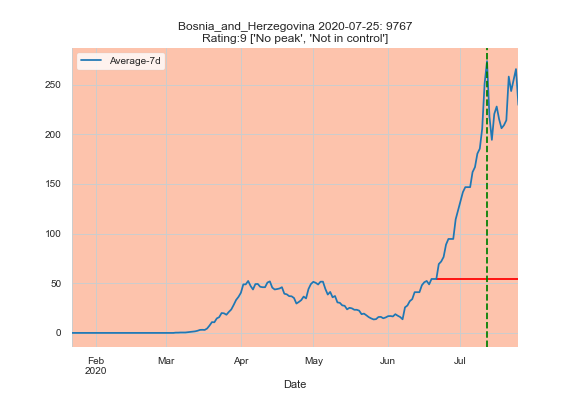 Bosnia_and_Herzegovina 2020-07-25: 9767
Rating:9 ['No peak', 'Not in control']
Average-7d
250
200
150
100
50
0
Feb
2020
Mar
Apr
May
Jun
Jul
Date